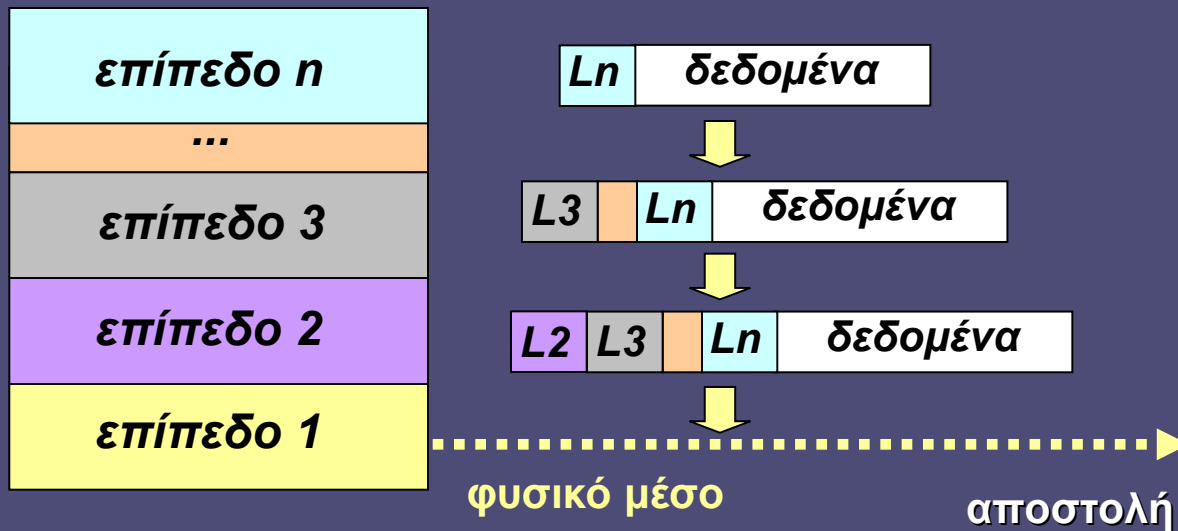 επίπεδο n
Ln δεδομένα
...
επίπεδο 3
L3 Ln δεδομένα
επίπεδο 2
L2 L3 Ln δεδομένα
επίπεδο 1
φυσικό μέσο
αποστολή